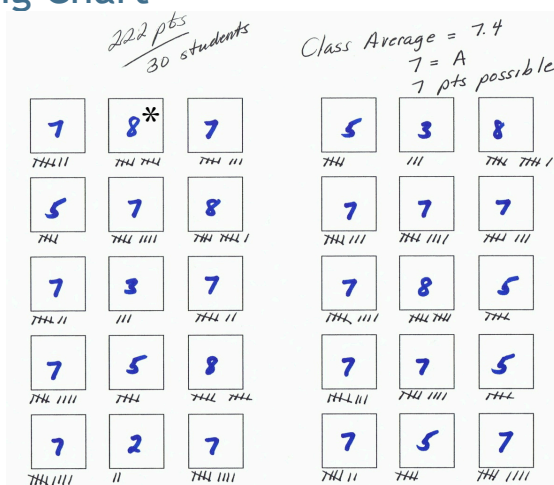 ng Chart
222 pts
30 students
Class Average = 7.4
7 = A
7 pts possible
7 8* 7 5 3 8
5 7 8 7 7 7
7 3 7 7 8 5
7 5 8 7 7 5
7 2 7 7 5 7